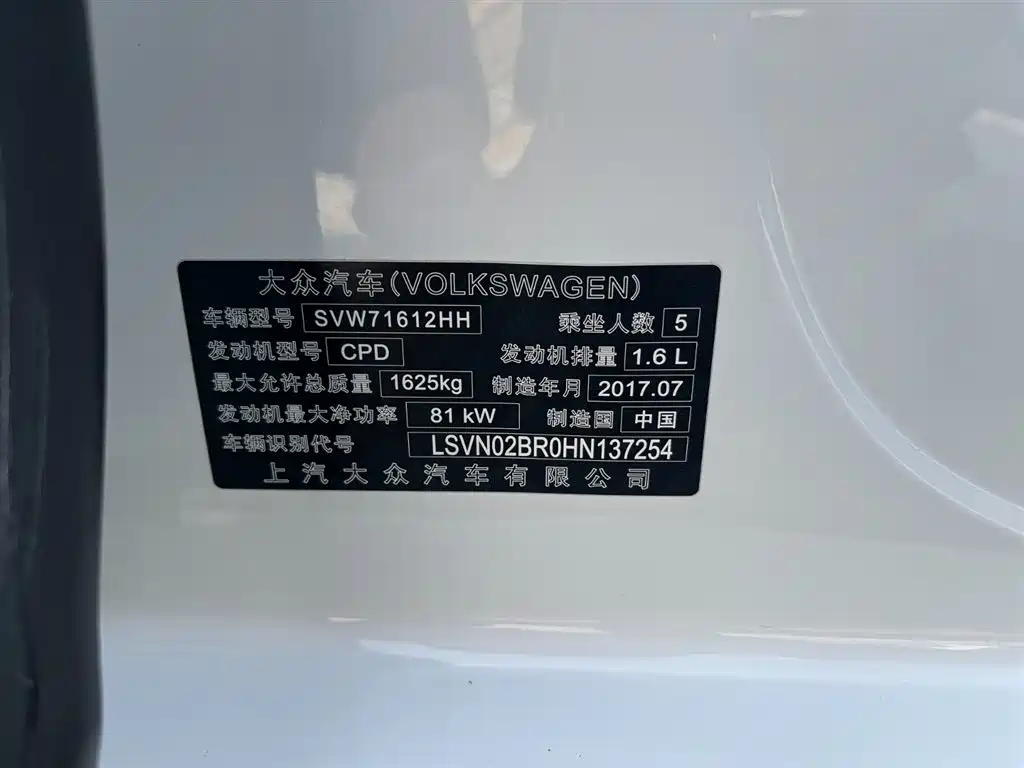 大众汽车(VOLKSWAGEN)
车辆型号 SVW71612HH 乘坐人数 5
发动机型号 CPD 发动机排量 1.6 L
最大允许总质量 1625kg 制造年月 2017.07
发动机最大净功率 81 kW 制造国 中国
车辆识别代号 LSVN02BR0HN137254
上汽大众汽车有限公司